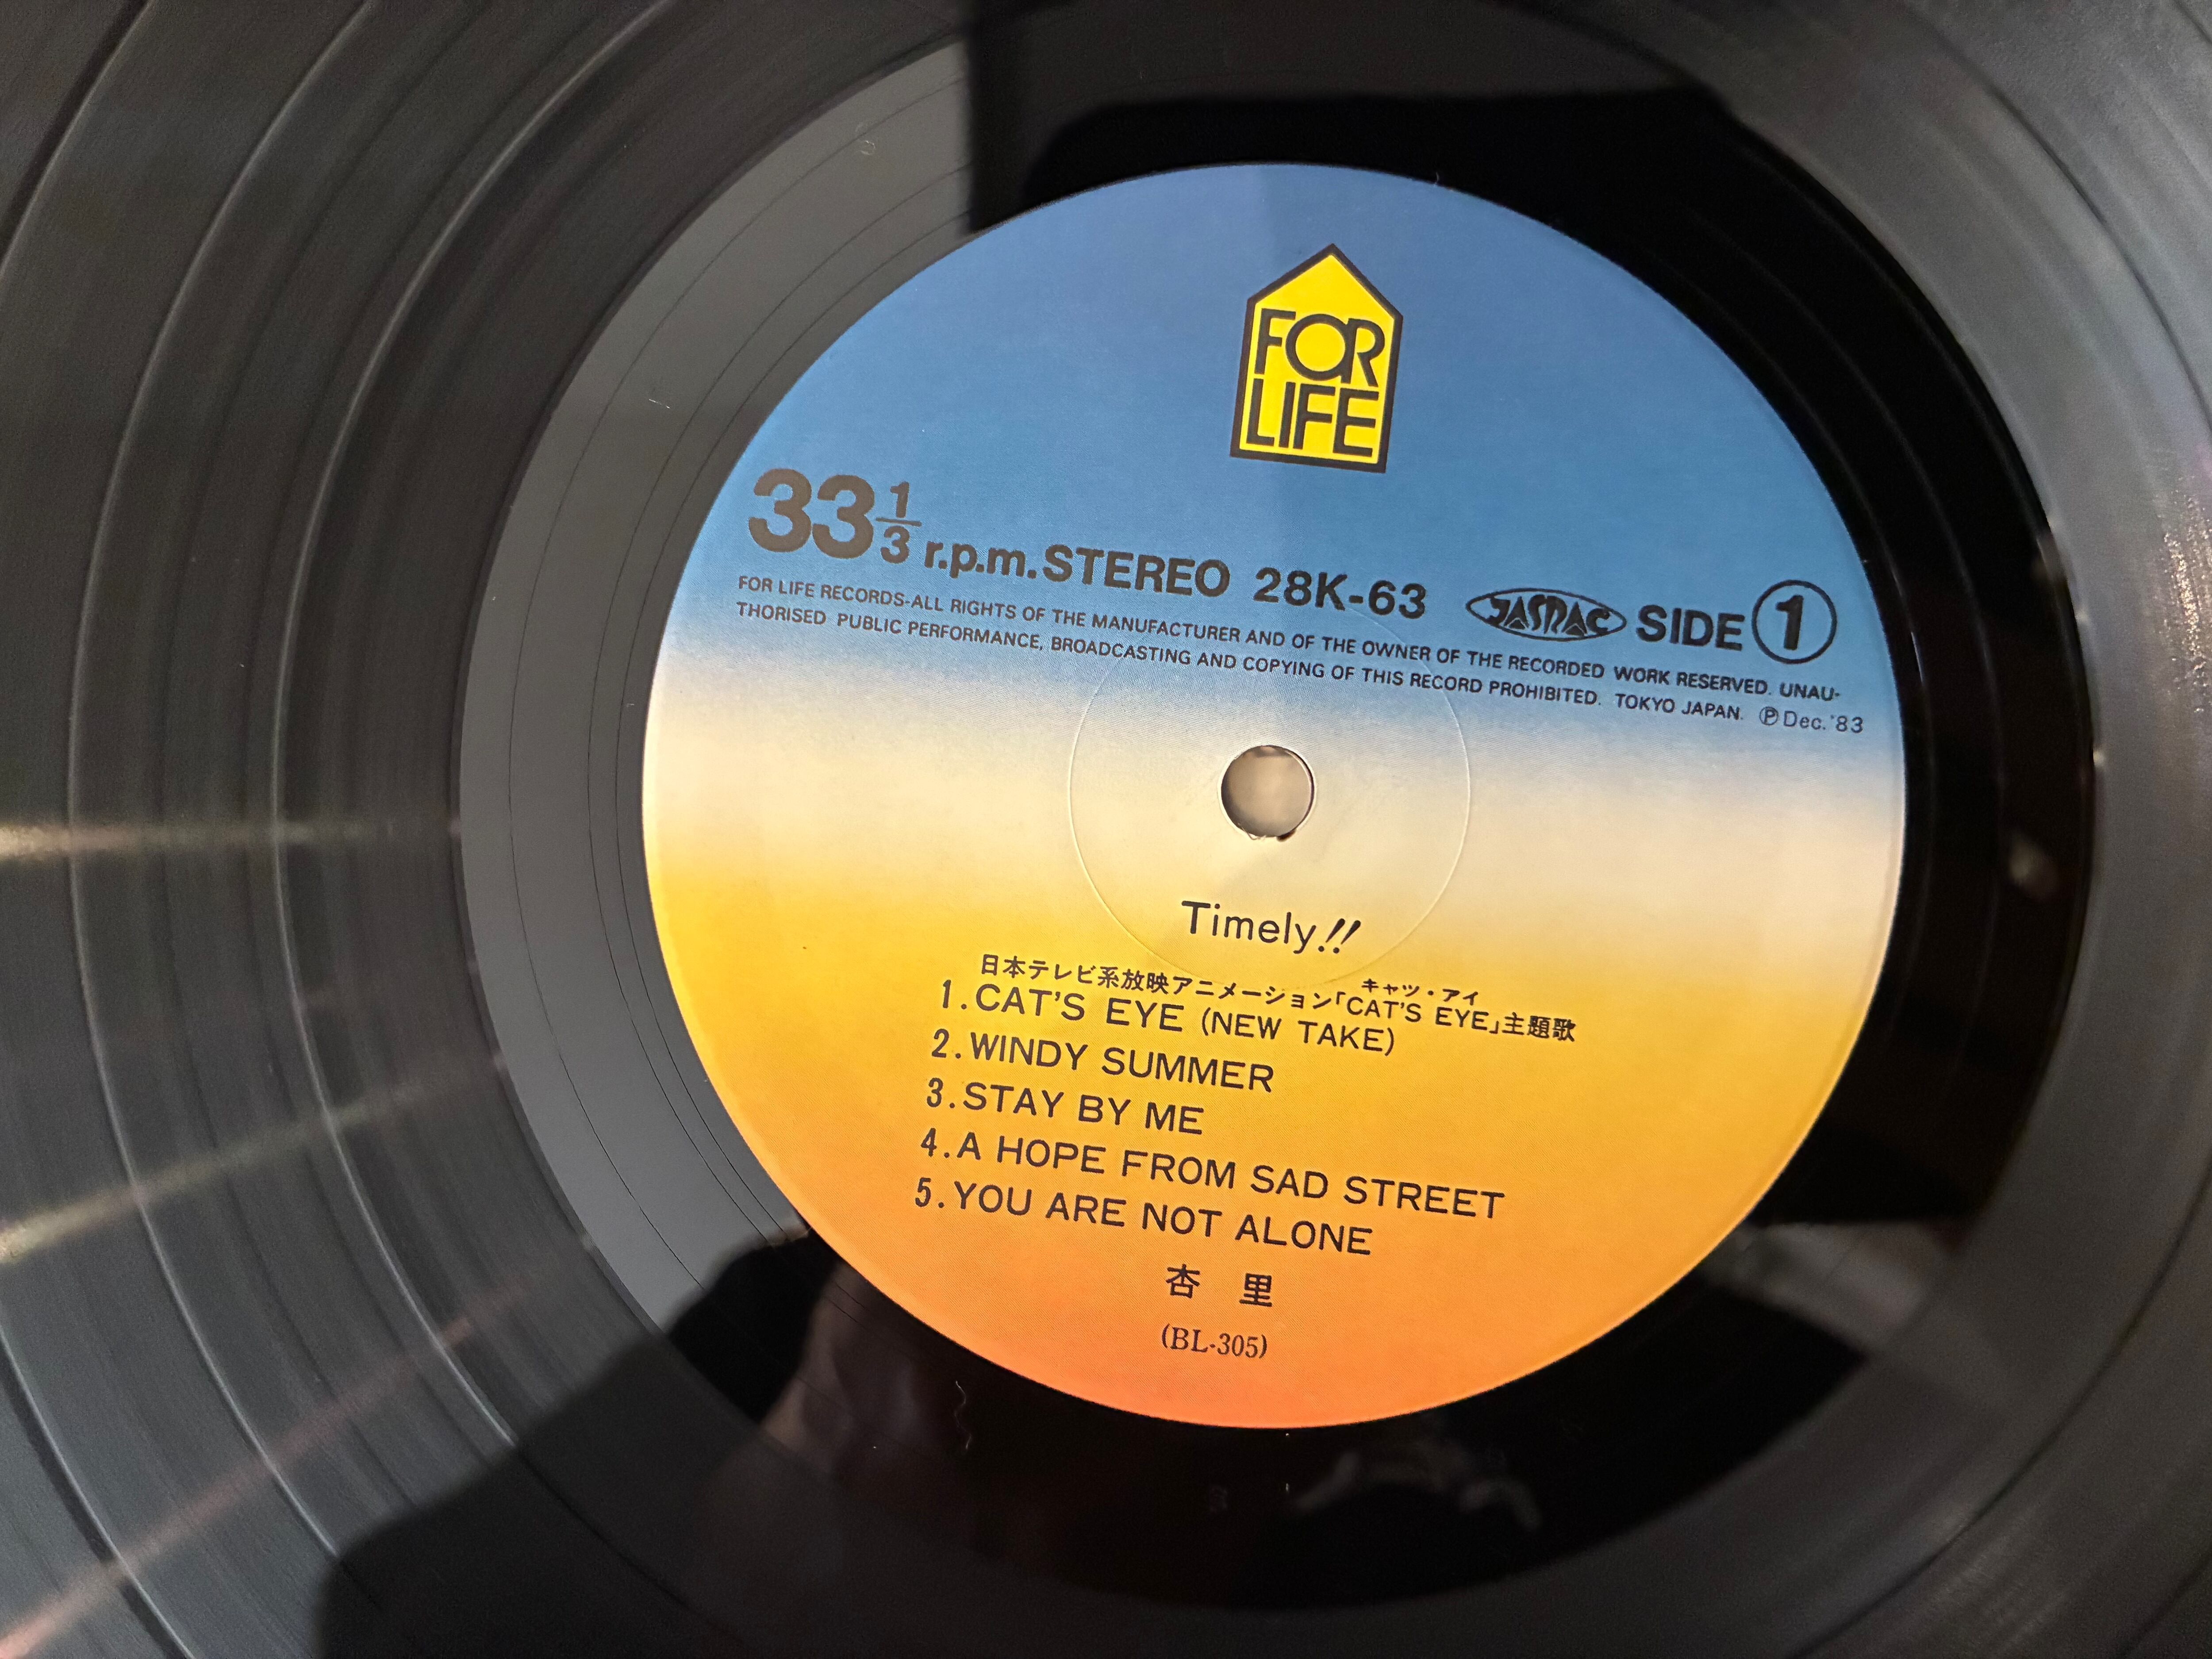 FOR
LIFE
33 1/3 r.p.m. STEREO 28K-63 JASRAC SIDE 1
FOR LIFE RECORDS-ALL RIGHTS OF THE MANUFACTURER AND OF THE OWNER OF THE RECORDED WORK RESERVED. UNAU-
THORISED PUBLIC PERFORMANCE, BROADCASTING AND COPYING OF THIS RECORD PROHIBITED. TOKYO JAPAN. ℗ Dec. '83
Timely!!
キャッツ・アイ
日本テレビ系放映アニメーション「CAT'S EYE」主題歌
1. CAT'S EYE (NEW TAKE)
2. WINDY SUMMER
3. STAY BY ME
4. A HOPE FROM SAD STREET
5. YOU ARE NOT ALONE
杏 里
(BL-305)